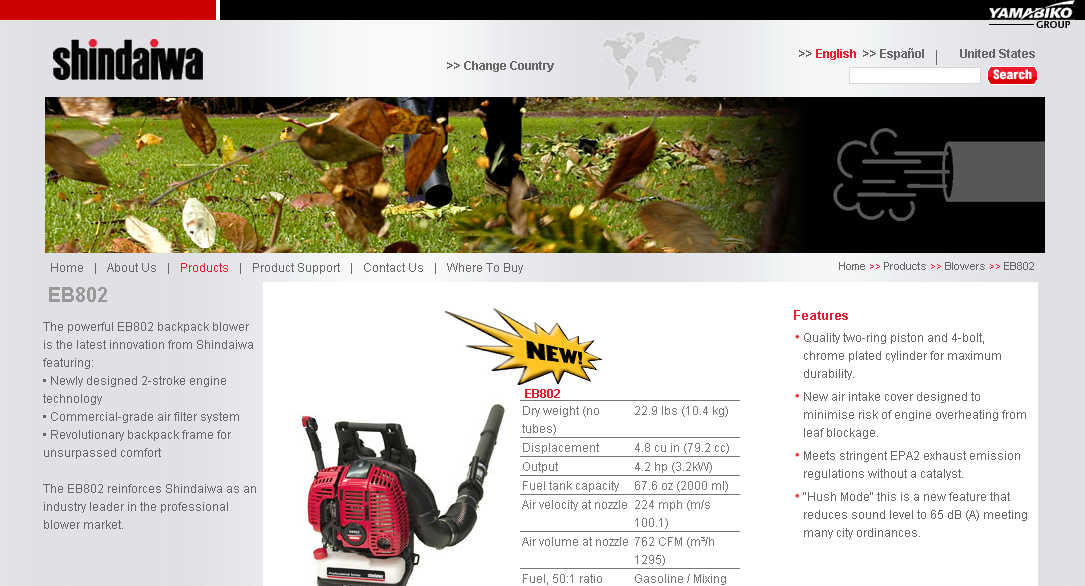 YAMABIKO
GROUP
shindaiwa
>> Change Country
>> English >> Español | United States
Search
Home | About Us | Products | Product Support | Contact Us | Where To Buy
Home >> Products >> Blowers >> EB802
EB802
The powerful EB802 backpack blower
is the latest innovation from Shindaiwa
featuring:
▪ Newly designed 2-stroke engine
technology
▪ Commercial-grade air filter system
▪ Revolutionary backpack frame for
unsurpassed comfort
The EB802 reinforces Shindaiwa as an
industry leader in the professional
blower market.
NEW!
EB802
Dry weight (no 22.9 lbs (10.4 kg)
tubes)
Displacement 4.8 cu in (79.2 cc)
Output 4.2 hp (3.2kW)
Fuel tank capacity 67.6 oz (2000 ml)
Air velocity at nozzle 224 mph (m/s
100.1)
Air volume at nozzle 762 CFM (m³/h
1295)
Fuel, 50:1 ratio Gasoline / Mixing
shindaiwa
Professional Series
Features
• Quality two-ring piston and 4-bolt,
chrome plated cylinder for maximum
durability.
• New air intake cover designed to
minimise risk of engine overheating from
leaf blockage.
• Meets stringent EPA2 exhaust emission
regulations without a catalyst.
• "Hush Mode" this is a new feature that
reduces sound level to 65 dB (A) meeting
many city ordinances.